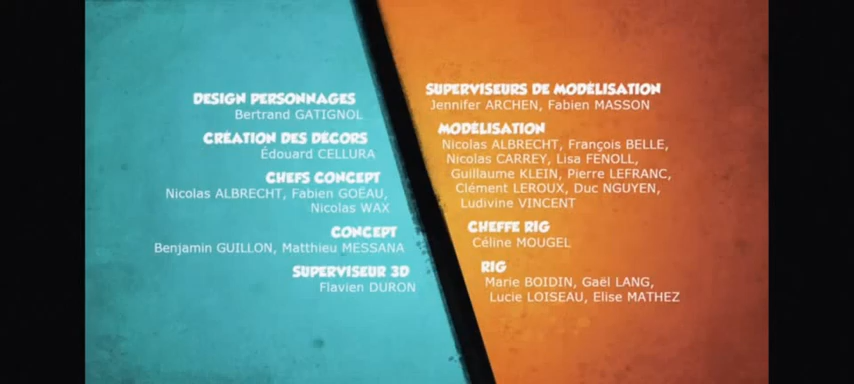 DESIGN PERSONNAGES
Bertrand GATIGNOL
CRÉATION DES DÉCORS
Édouard CELLURA
CHEFS CONCEPT
Nicolas ALBRECHT, Fabien GOËAU,
Nicolas WAX
CONCEPT
Benjamin GUILLON, Matthieu MESSANA
SUPERVISEUR 3D
Flavien DURON
SUPERVISEURS DE MODÉLISATION
Jennifer ARCHEN, Fabien MASSON
MODÉLISATION
Nicolas ALBRECHT, François BELLE,
Nicolas CARREY, Lisa FENOLL,
Guillaume KLEIN, Pierre LEFRANC,
Clément LEROUX, Duc NGUYEN,
Ludivine VINCENT
CHEFFE RIG
Céline MOUGEL
RIG
Marie BOIDIN, Gaël LANG,
Lucie LOISEAU, Elise MATHEZ